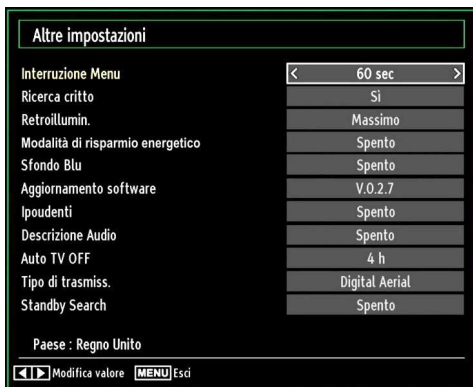 Altre impostazioni
Interruzione Menu < 60 sec >
Ricerca critto Sì
Retroillumin. Massimo
Modalità di risparmio energetico Spento
Sfondo Blu Spento
Aggiornamento software V.0.2.7
Ipoudenti Spento
Descrizione Audio Spento
Auto TV OFF 4 h
Tipo di trasmiss. Digital Aerial
Standby Search Spento
Paese : Regno Unito
Modifica valore MENU Esci